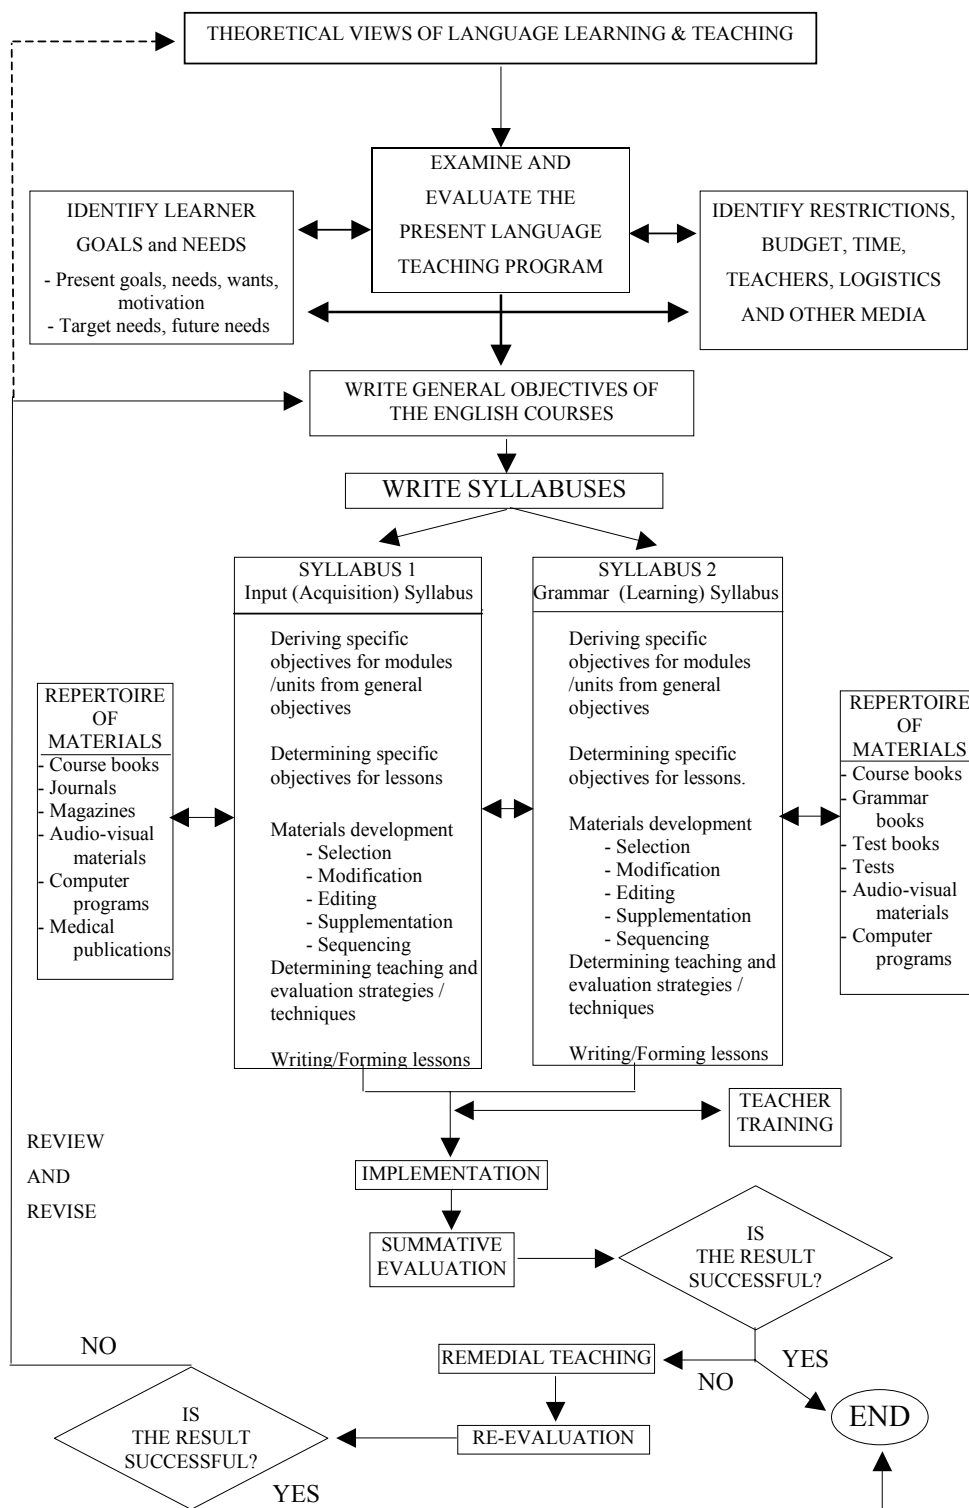 THEORETICAL VIEWS OF LANGUAGE LEARNING & TEACHING
EXAMINE AND
EVALUATE THE
PRESENT LANGUAGE
TEACHING PROGRAM
IDENTIFY LEARNER
GOALS and NEEDS
- Present goals, needs, wants,
motivation
- Target needs, future needs
IDENTIFY RESTRICTIONS,
BUDGET, TIME,
TEACHERS, LOGISTICS
AND OTHER MEDIA
WRITE GENERAL OBJECTIVES OF
THE ENGLISH COURSES
WRITE SYLLABUSES
SYLLABUS 1
Input (Acquisition) Syllabus
Deriving specific
objectives for modules
/units from general
objectives
Determining specific
objectives for lessons
Materials development
- Selection
- Modification
- Editing
- Supplementation
- Sequencing
Determining teaching and
evaluation strategies /
techniques
Writing/Forming lessons
SYLLABUS 2
Grammar (Learning) Syllabus
Deriving specific
objectives for modules
/units from general
objectives
Determining specific
objectives for lessons.
Materials development
- Selection
- Modification
- Editing
- Supplementation
- Sequencing
Determining teaching and
evaluation strategies /
techniques
Writing/Forming lessons
REPERTOIRE
OF
MATERIALS
- Course books
- Journals
- Magazines
- Audio-visual
materials
- Computer
programs
- Medical
publications
REPERTOIRE
OF
MATERIALS
- Course books
- Grammar
books
- Test books
- Tests
- Audio-visual
materials
- Computer
programs
TEACHER
TRAINING
REVIEW
AND
REVISE
IMPLEMENTATION
SUMMATIVE
EVALUATION
IS
THE RESULT
SUCCESSFUL?
NO
REMEDIAL TEACHING
NO
YES
END
IS
THE RESULT
SUCCESSFUL?
RE-EVALUATION
YES